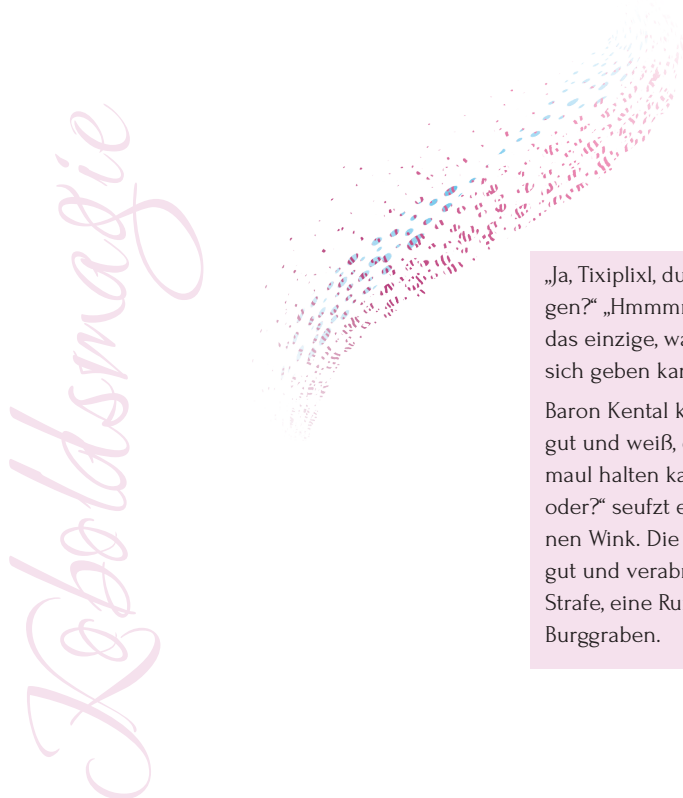 Koboldsmagie
„Ja, Tixiplixl, du
gen?“ „Hmmm
das einzige, wa
sich geben kar
Baron Kental k
gut und weiß,
maul halten ka
oder?“ seufzt e
nen Wink. Die
gut und verabr
Strafe, eine Ru
Burggraben.